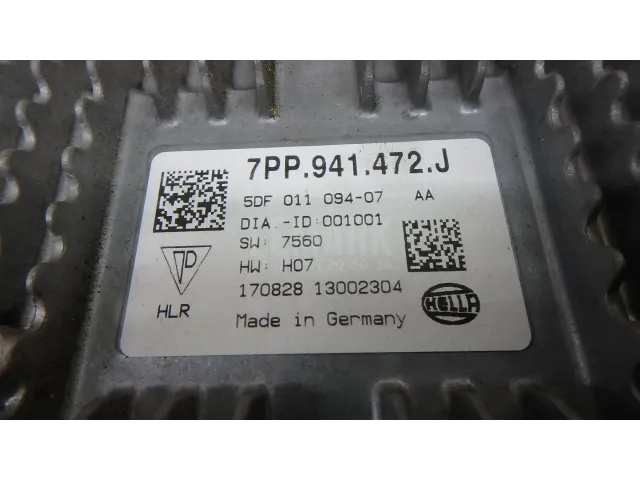 7PP.941.472.J
5DF 011 094-07 AA
DIA.-ID:001001
SW: 7560
HW: H07
170828 13002304
HLR
HELLA
Made in Germany